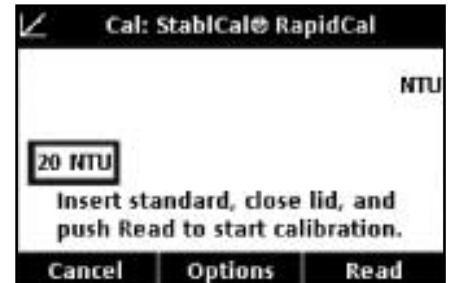 Cal: StablCal® RapidCal
NTU
20 NTU
Insert standard, close lid, and
push Read to start calibration.
Cancel Options Read